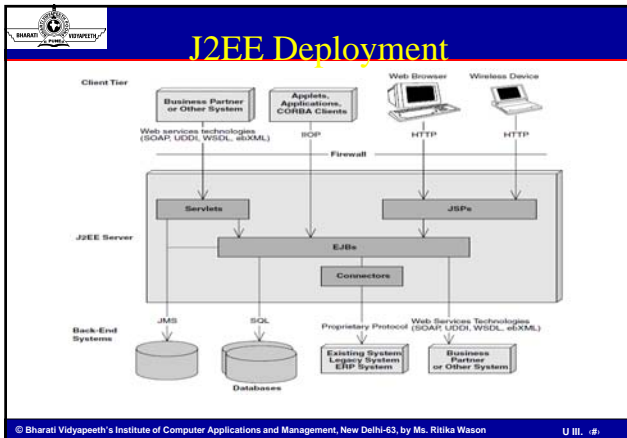 BHARATI
VIDYAPEETH
PUNE
J2EE Deployment
Client Tier
Business Partner
or Other System
Applets,
Applications,
CORBA Clients
Web Browser
Wireless Device
Web services technologies
(SOAP, UDDI, WSDL, ebXML)
IIOP
HTTP
HTTP
Firewall
Servlets
JSPs
J2EE Server
EJBs
Connectors
JMS
SQL
Proprietary Protocol
Web Services Technologies
(SOAP, UDDI, WSDL, ebXML)
Back-End
Systems
Existing System
Legacy System
ERP System
Business
Partner
or Other System
Databases
© Bharati Vidyapeeth's Institute of Computer Applications and Management, New Delhi-63, by Ms. Ritika Wason
U III. ‹#›